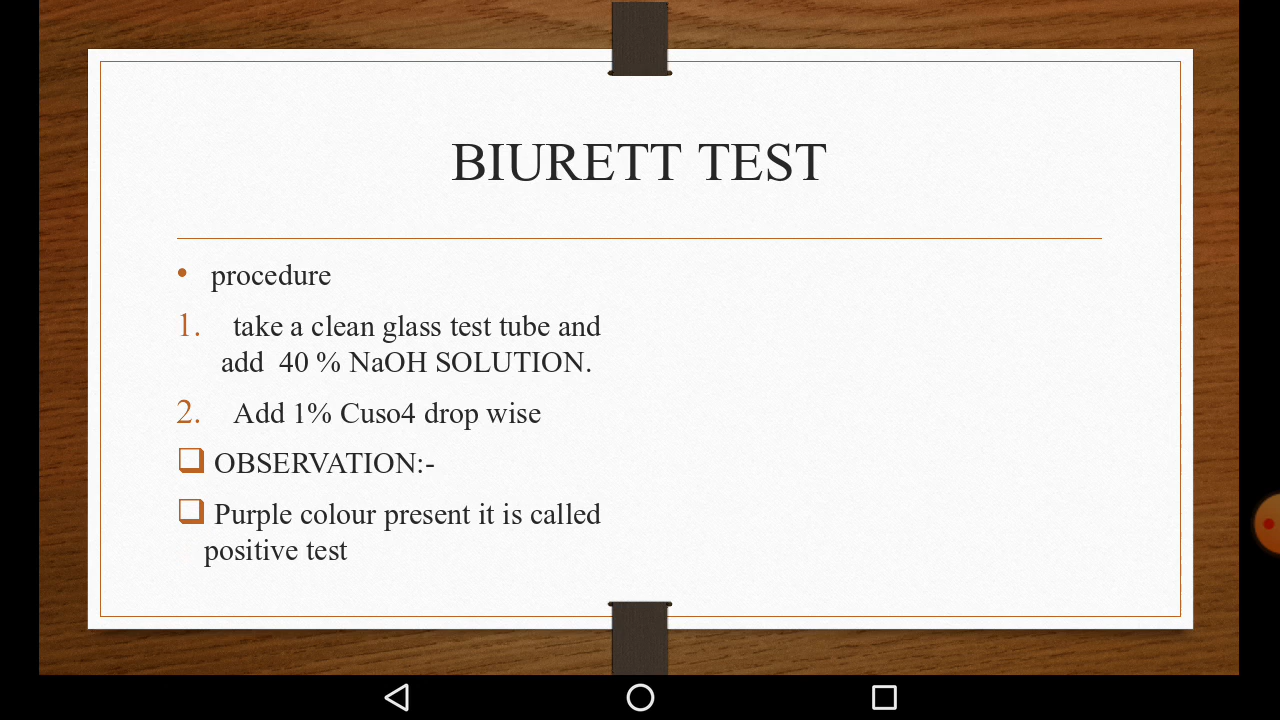 BIURETT TEST
• procedure
1. take a clean glass test tube and
add 40 % NaOH SOLUTION.
2. Add 1% Cuso4 drop wise
❑ OBSERVATION:-
❑ Purple colour present it is called
positive test